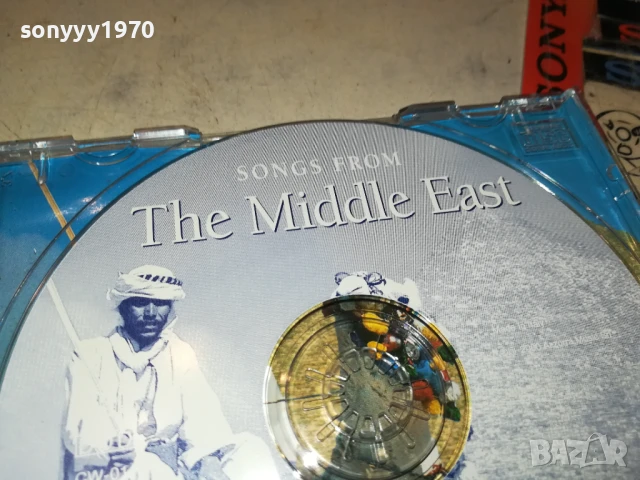 sonyyy1970
SONY
SONGS FROM
The Middle East
BAZAR